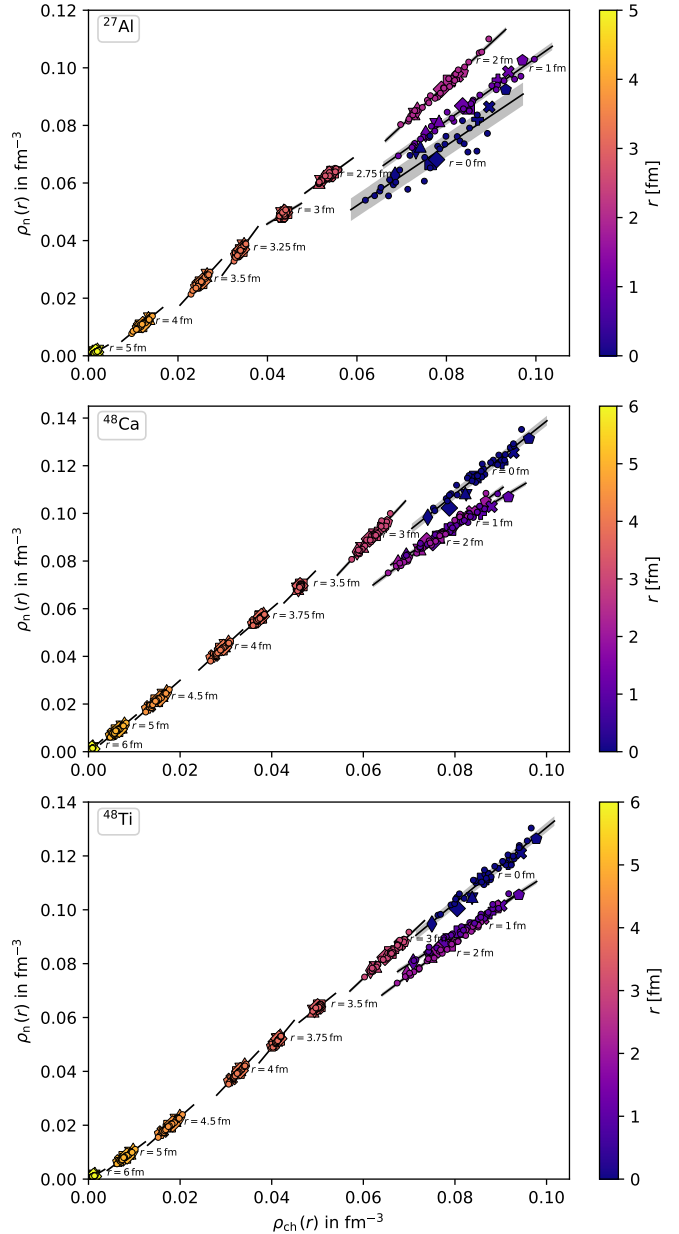 ²⁷Al
ρₙ(r) in fm⁻³
0.12
0.10
0.08
0.06
0.04
0.02
0.00
r = 2 fm
r = 1 fm
r = 0 fm
r = 2.75 fm
r = 3 fm
r = 3.25 fm
r = 3.5 fm
r = 4 fm
r = 5 fm
0.00 0.02 0.04 0.06 0.08 0.10
5
4
3
2
1
0
r [fm]
⁴⁸Ca
ρₙ(r) in fm⁻³
0.14
0.12
0.10
0.08
0.06
0.04
0.02
0.00
r = 0 fm
r = 1 fm
r = 3 fm
r = 2 fm
r = 3.5 fm
r = 3.75 fm
r = 4 fm
r = 4.5 fm
r = 5 fm
r = 6 fm
0.00 0.02 0.04 0.06 0.08 0.10
6
5
4
3
2
1
0
r [fm]
⁴⁸Ti
ρₙ(r) in fm⁻³
0.14
0.12
0.10
0.08
0.06
0.04
0.02
0.00
r = 0 fm
r = 1 fm
r = 3 fm
r = 2 fm
r = 3.5 fm
r = 3.75 fm
r = 4 fm
r = 4.5 fm
r = 5 fm
r = 6 fm
0.00 0.02 0.04 0.06 0.08 0.10
ρch(r) in fm⁻³
6
5
4
3
2
1
0
r [fm]